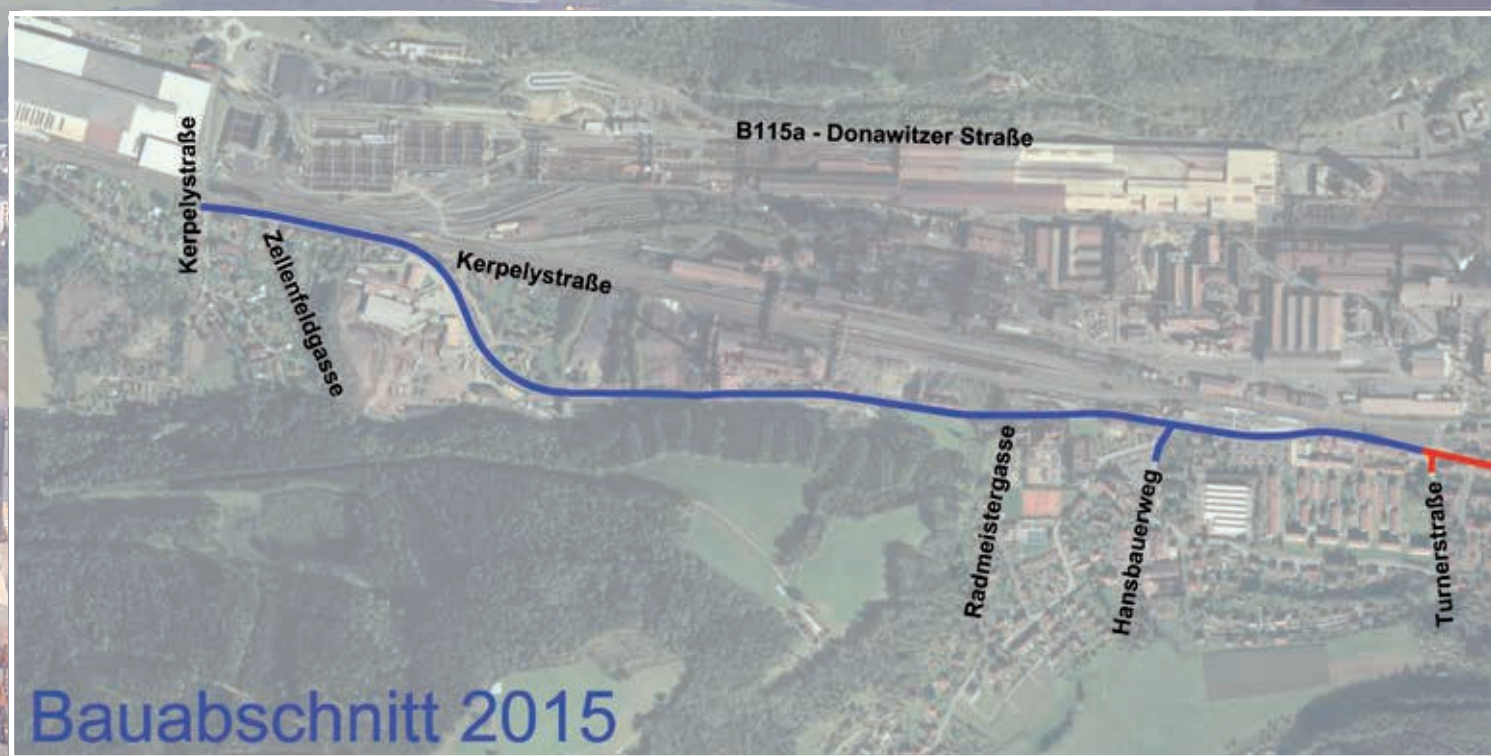 B115a - Donawitzer Straße
Kerpelystraße
Zellenfeldgasse
Kerpelystraße
Radmeistergasse
Hansbauerweg
Turnerstraße
Bauabschnitt 2015